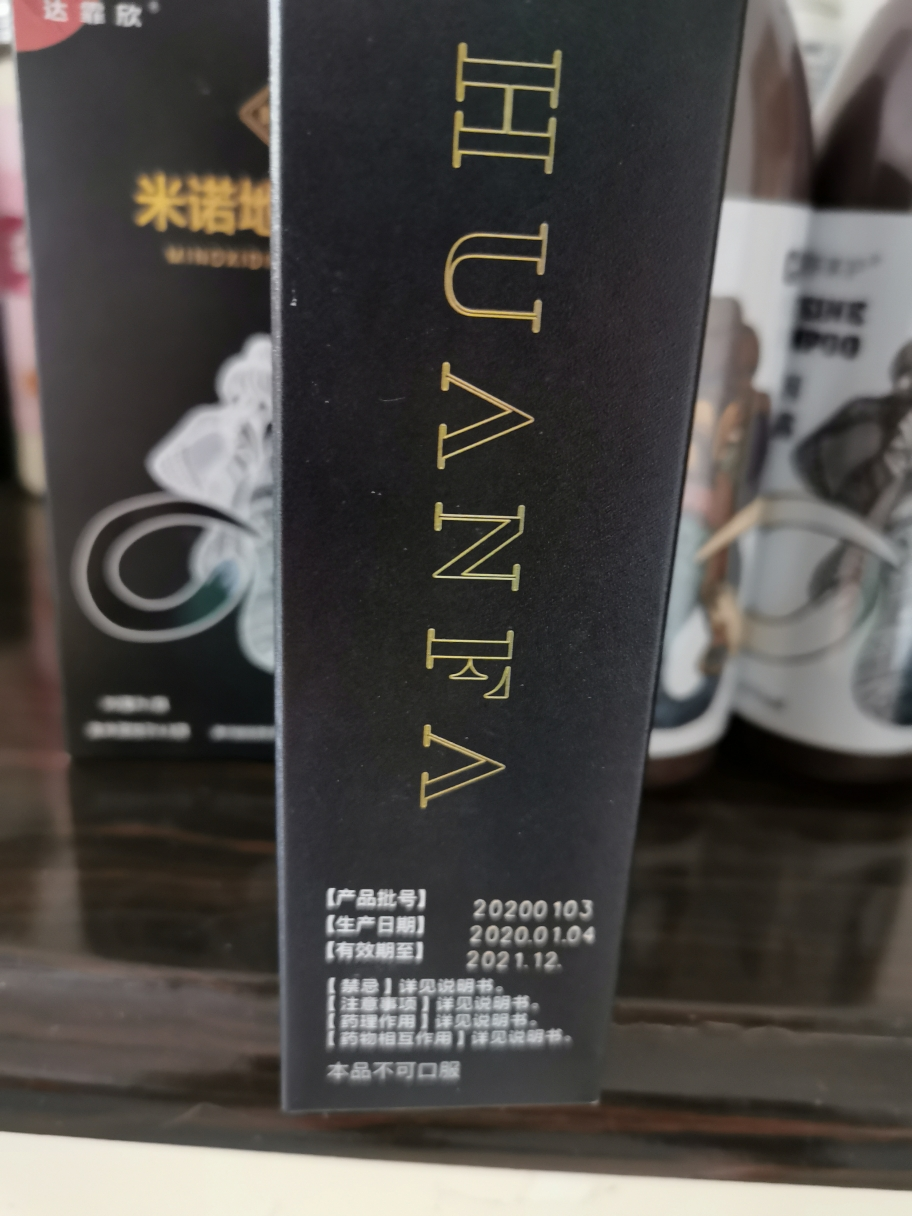 达霏欣
米诺地
MINOXID
HUANFA
【产品批号】 20200103
【生产日期】 2020.01.04
【有效期至】 2021.12.
【禁忌】详见说明书。
【注意事项】详见说明书。
【药理作用】详见说明书。
【药物相互作用】详见说明书。
本品不可口服
SINE
MPOO